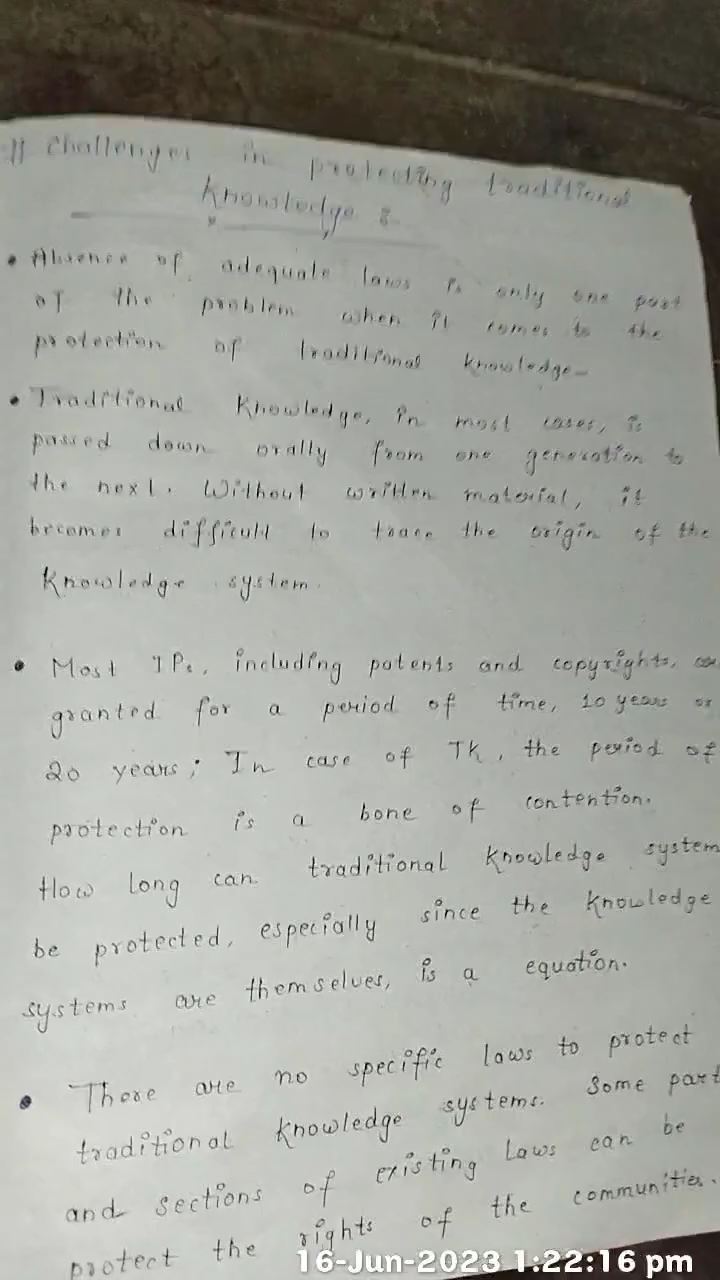 # Challenges in protecting traditional
Knowledge :
• Absence of adequate laws is only one part
of the problem when it comes to the
protection of traditional knowledge-
• Traditional Knowledge, in most cases, is
passed down orally from one generation to
the next. Without written material, it
becomes difficult to trace the origin of the
Knowledge system.
• Most IPs, including patents and copyrights, are
granted for a period of time, 10 years or
20 years; In case of TK, the period of
protection is a bone of contention.
How long can traditional knowledge system
be protected, especially since the knowledge
systems are themselves, is a equation.
• There are no specific laws to protect
traditional knowledge systems. Some part
and sections of existing laws can be
protect the rights of the communities.
16-Jun-2023 1:22:16 pm